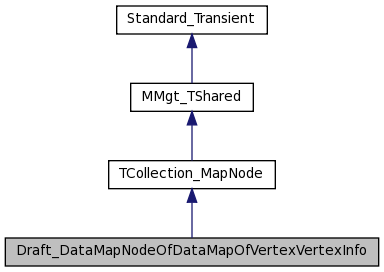 Standard_Transient
MMgt_TShared
TCollection_MapNode
Draft_DataMapNodeOfDataMapOfVertexVertexInfo